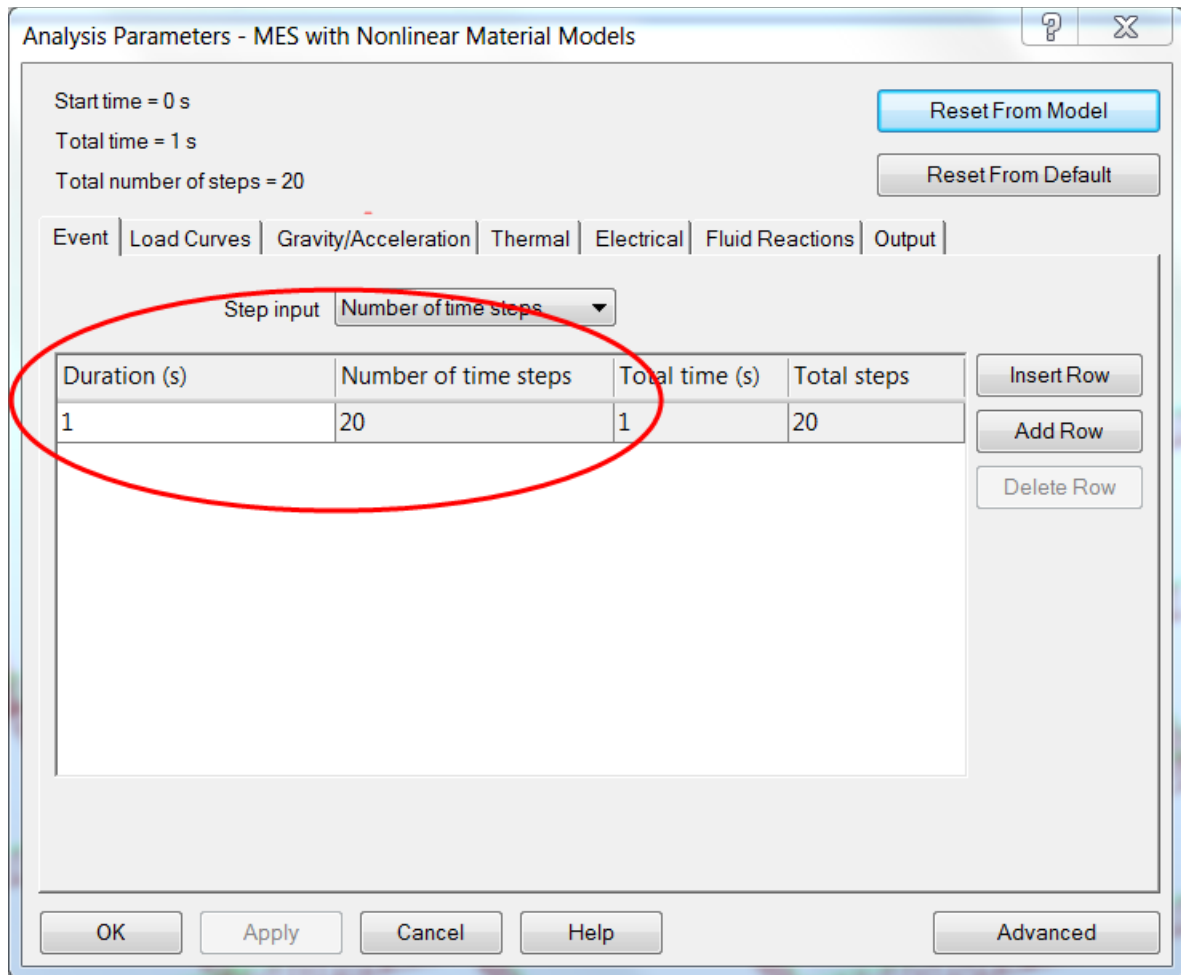 Analysis Parameters - MES with Nonlinear Material Models
Start time = 0 s
Reset From Model
Total time = 1 s
Total number of steps = 20
Reset From Default
Event Load Curves Gravity/Acceleration Thermal Electrical Fluid Reactions Output
Step input Number of time steps
Duration (s) Number of time steps Total time (s) Total steps
Insert Row
1 20 1 20
Add Row
Delete Row
OK Apply Cancel Help Advanced